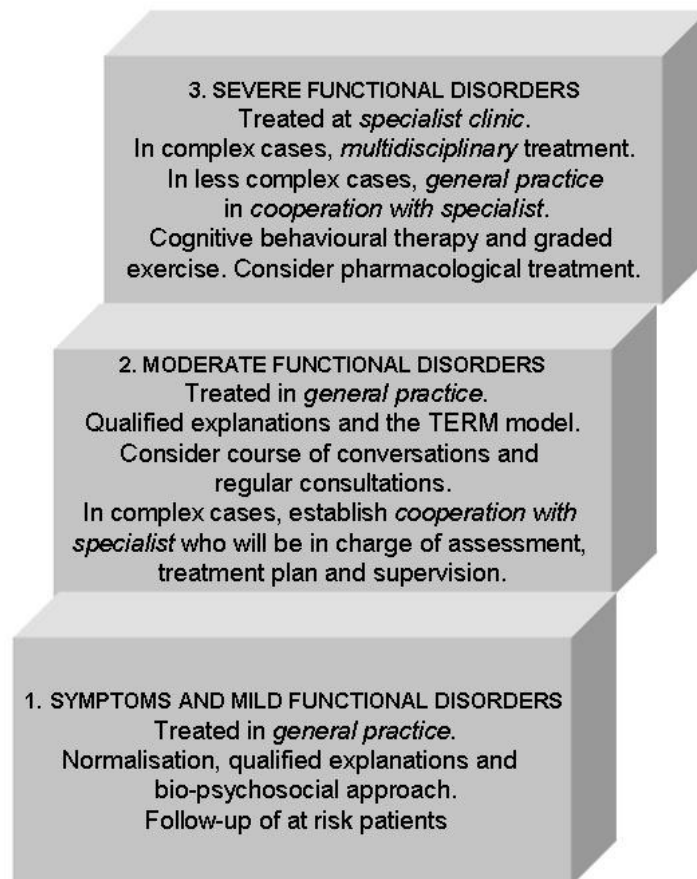 3. SEVERE FUNCTIONAL DISORDERS
Treated at specialist clinic.
In complex cases, multidisciplinary treatment.
In less complex cases, general practice
in cooperation with specialist.
Cognitive behavioural therapy and graded
exercise. Consider pharmacological treatment.
2. MODERATE FUNCTIONAL DISORDERS
Treated in general practice.
Qualified explanations and the TERM model.
Consider course of conversations and
regular consultations.
In complex cases, establish cooperation with
specialist who will be in charge of assessment,
treatment plan and supervision.
1. SYMPTOMS AND MILD FUNCTIONAL DISORDERS
Treated in general practice.
Normalisation, qualified explanations and
bio-psychosocial approach.
Follow-up of at risk patients